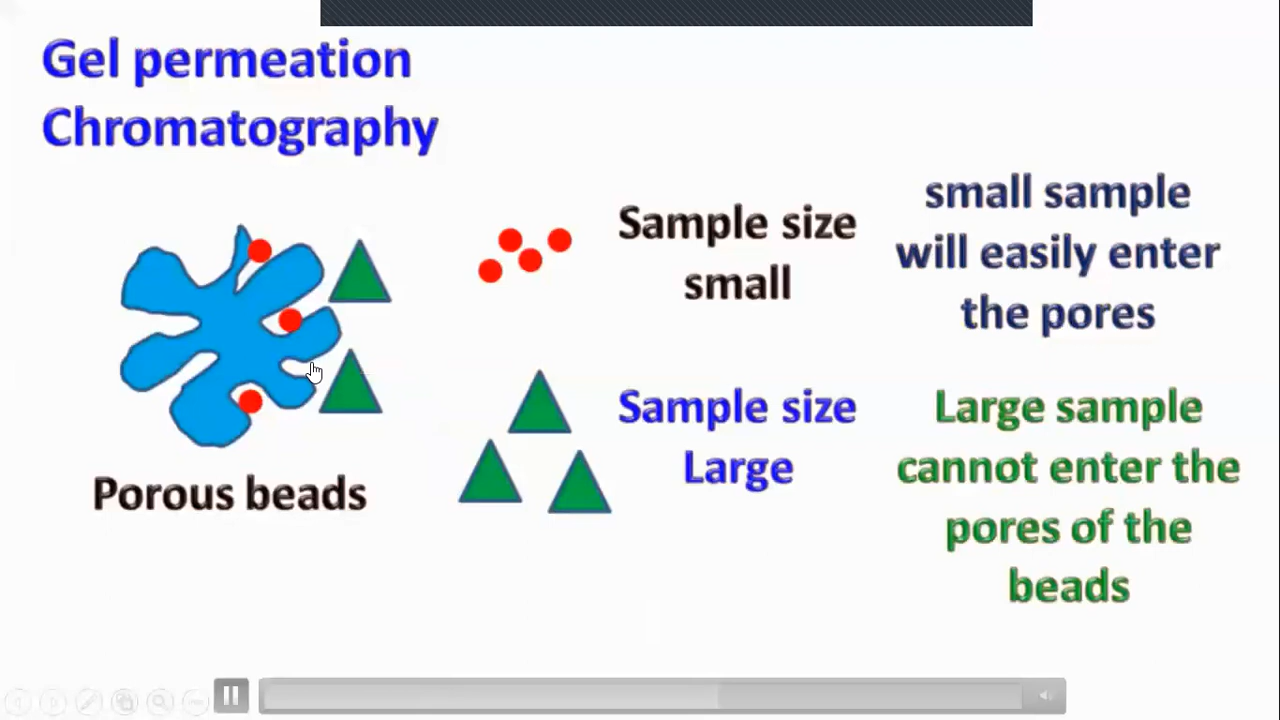 Gel permeation
Chromatography
Sample size
small
small sample
will easily enter
the pores
Sample size
Large
Large sample
cannot enter the
pores of the
beads
Porous beads